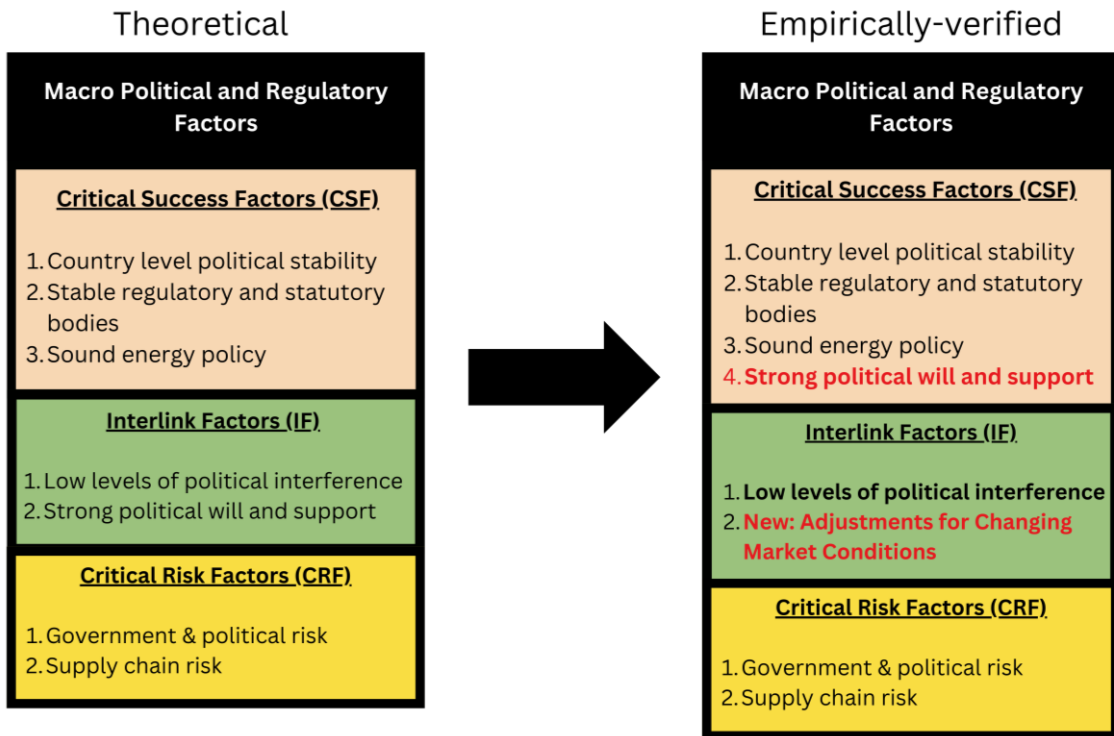 Theoretical
Macro Political and Regulatory
Factors
Critical Success Factors (CSF)
1. Country level political stability
2. Stable regulatory and statutory
bodies
3. Sound energy policy
Interlink Factors (IF)
1. Low levels of political interference
2. Strong political will and support
Critical Risk Factors (CRF)
1. Government & political risk
2. Supply chain risk
Empirically-verified
Macro Political and Regulatory
Factors
Critical Success Factors (CSF)
1. Country level political stability
2. Stable regulatory and statutory
bodies
3. Sound energy policy
4. Strong political will and support
Interlink Factors (IF)
1. Low levels of political interference
2. New: Adjustments for Changing
Market Conditions
Critical Risk Factors (CRF)
1. Government & political risk
2. Supply chain risk